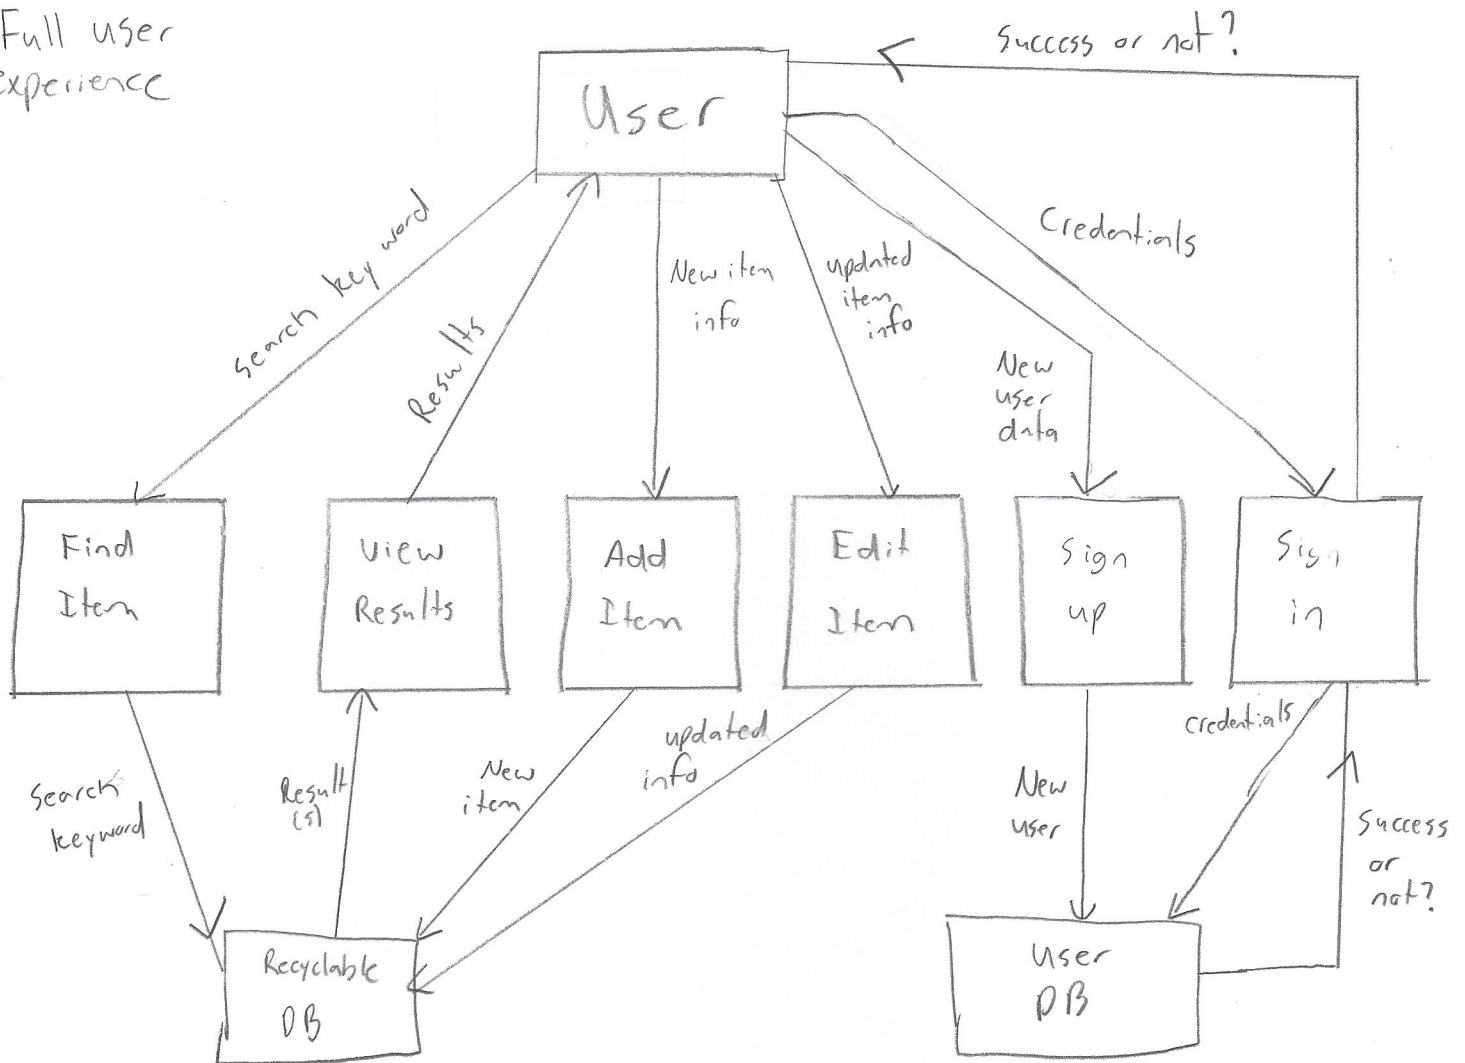 Full user
experience
Success or not?
User
Credentials
search key word
Results
New item
info
updated
item
info
New
user
data
Find
Item
View
Results
Add
Item
Edit
Item
Sign
up
Sign
in
Search
keyword
Result
(s)
New
item
updated
info
New
user
credentials
Success
or
not?
Recyclable
DB
User
DB